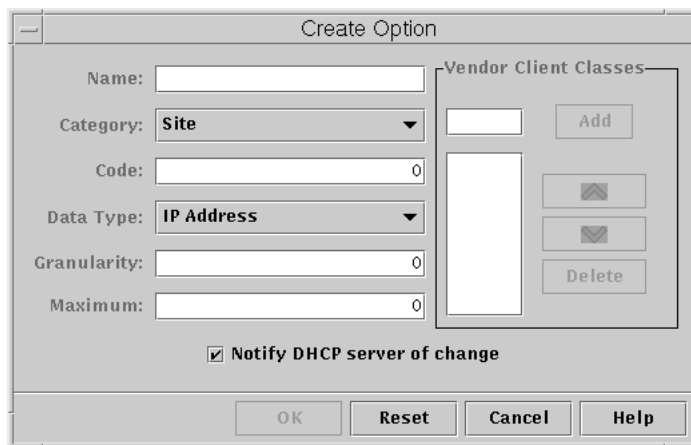 Create Option
Name:
Category: Site
Code: 0
Data Type: IP Address
Granularity: 0
Maximum: 0
Vendor Client Classes
Add
Delete
Notify DHCP server of change
OK Reset Cancel Help